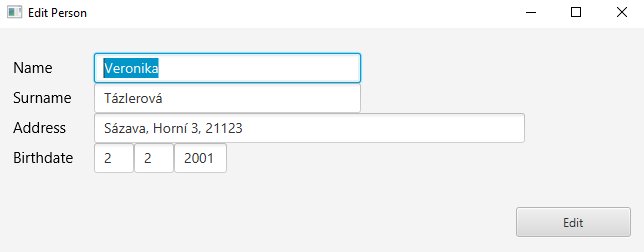 Edit Person
Name Veronika
Surname Tázlerová
Address Sázava, Horní 3, 21123
Birthdate 2 2 2001
Edit